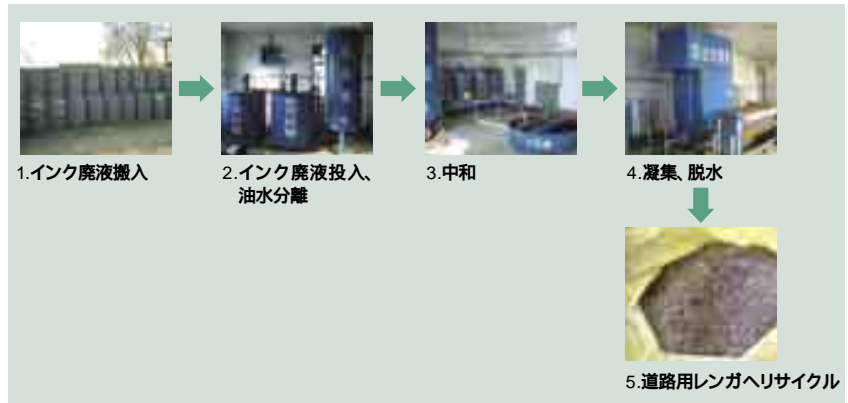 1.インク廃液搬入
2.インク廃液投入、
油水分離
3.中和
4.凝集、脱水
5.道路用レンガへリサイクル